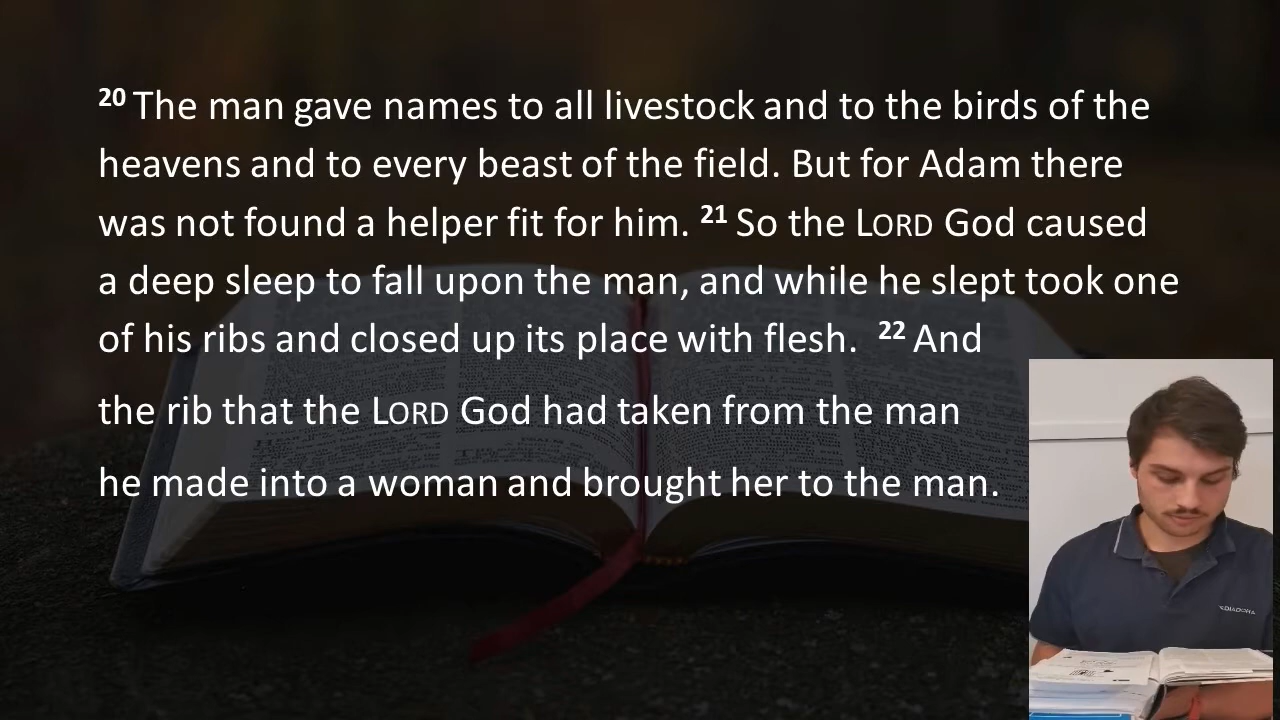 20 The man gave names to all livestock and to the birds of the
heavens and to every beast of the field. But for Adam there
was not found a helper fit for him. 21 So the LORD God caused
a deep sleep to fall upon the man, and while he slept took one
of his ribs and closed up its place with flesh. 22 And
the rib that the LORD God had taken from the man
he made into a woman and brought her to the man.
DIADORA